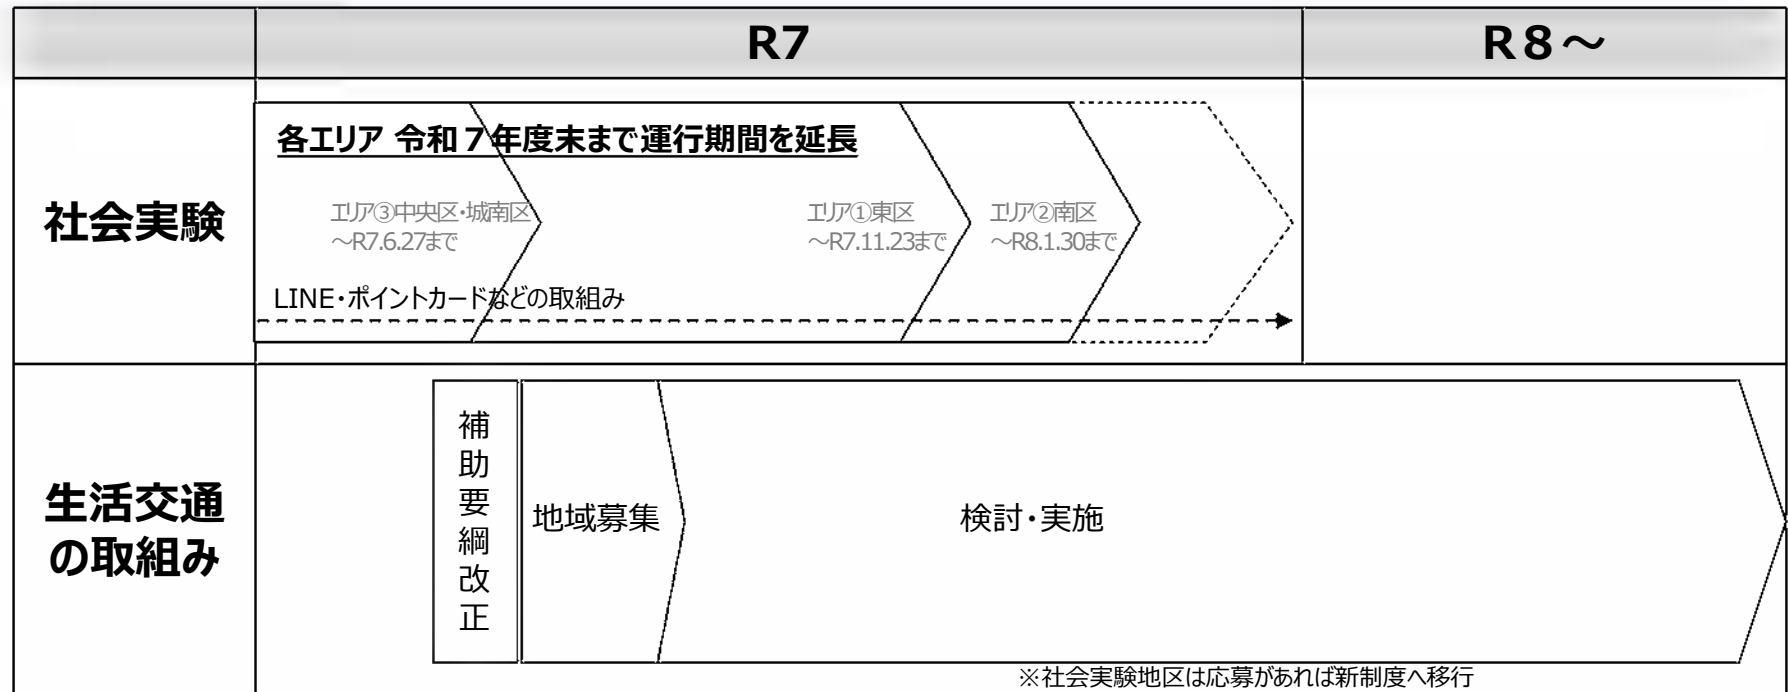 R7
R8～
社会実験
各エリア 令和７年度末まで運行期間を延長
エリア③中央区・城南区
～R7.6.27まで
エリア①東区
～R7.11.23まで
エリア②南区
～R8.1.30まで
LINE・ポイントカードなどの取組み
生活交通
の取組み
補助要綱改正
地域募集
検討・実施
※社会実験地区は応募があれば新制度へ移行